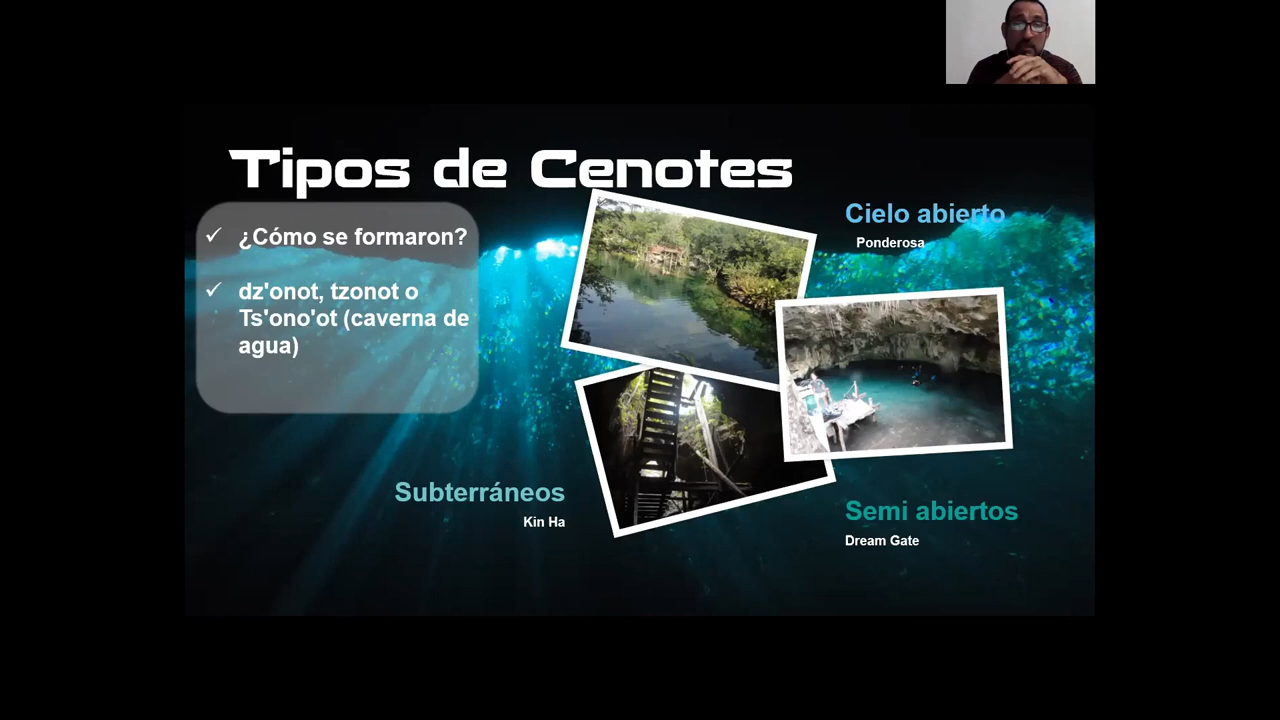 Tipos de Cenotes
¿Cómo se formaron?
dz'onot, tzonot o
Ts'ono'ot (caverna de
agua)
Cielo abierto
Ponderosa
Subterráneos
Kin Ha
Semi abiertos
Dream Gate